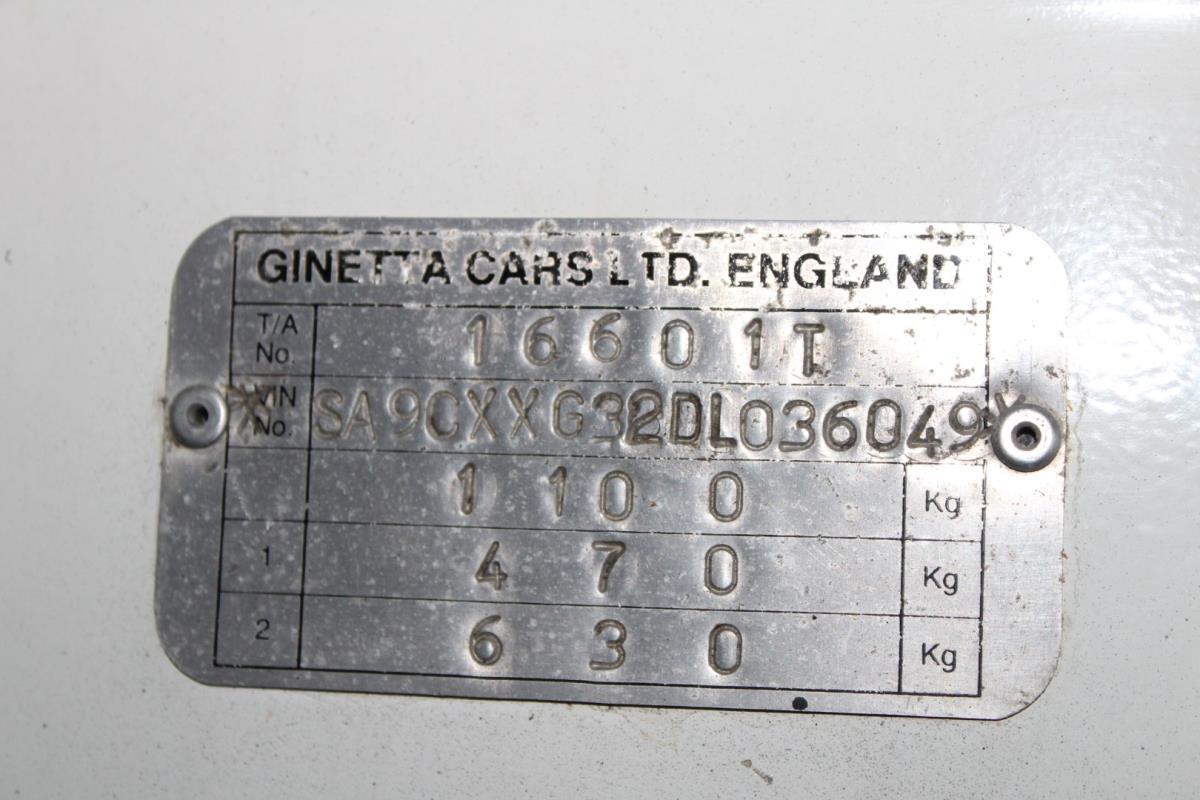 GINETTA CARS LTD. ENGLAND
T/A No. 16601T
VIN No. *SA9CXXG32DL036049*
1100 Kg
1 470 Kg
2 630 Kg